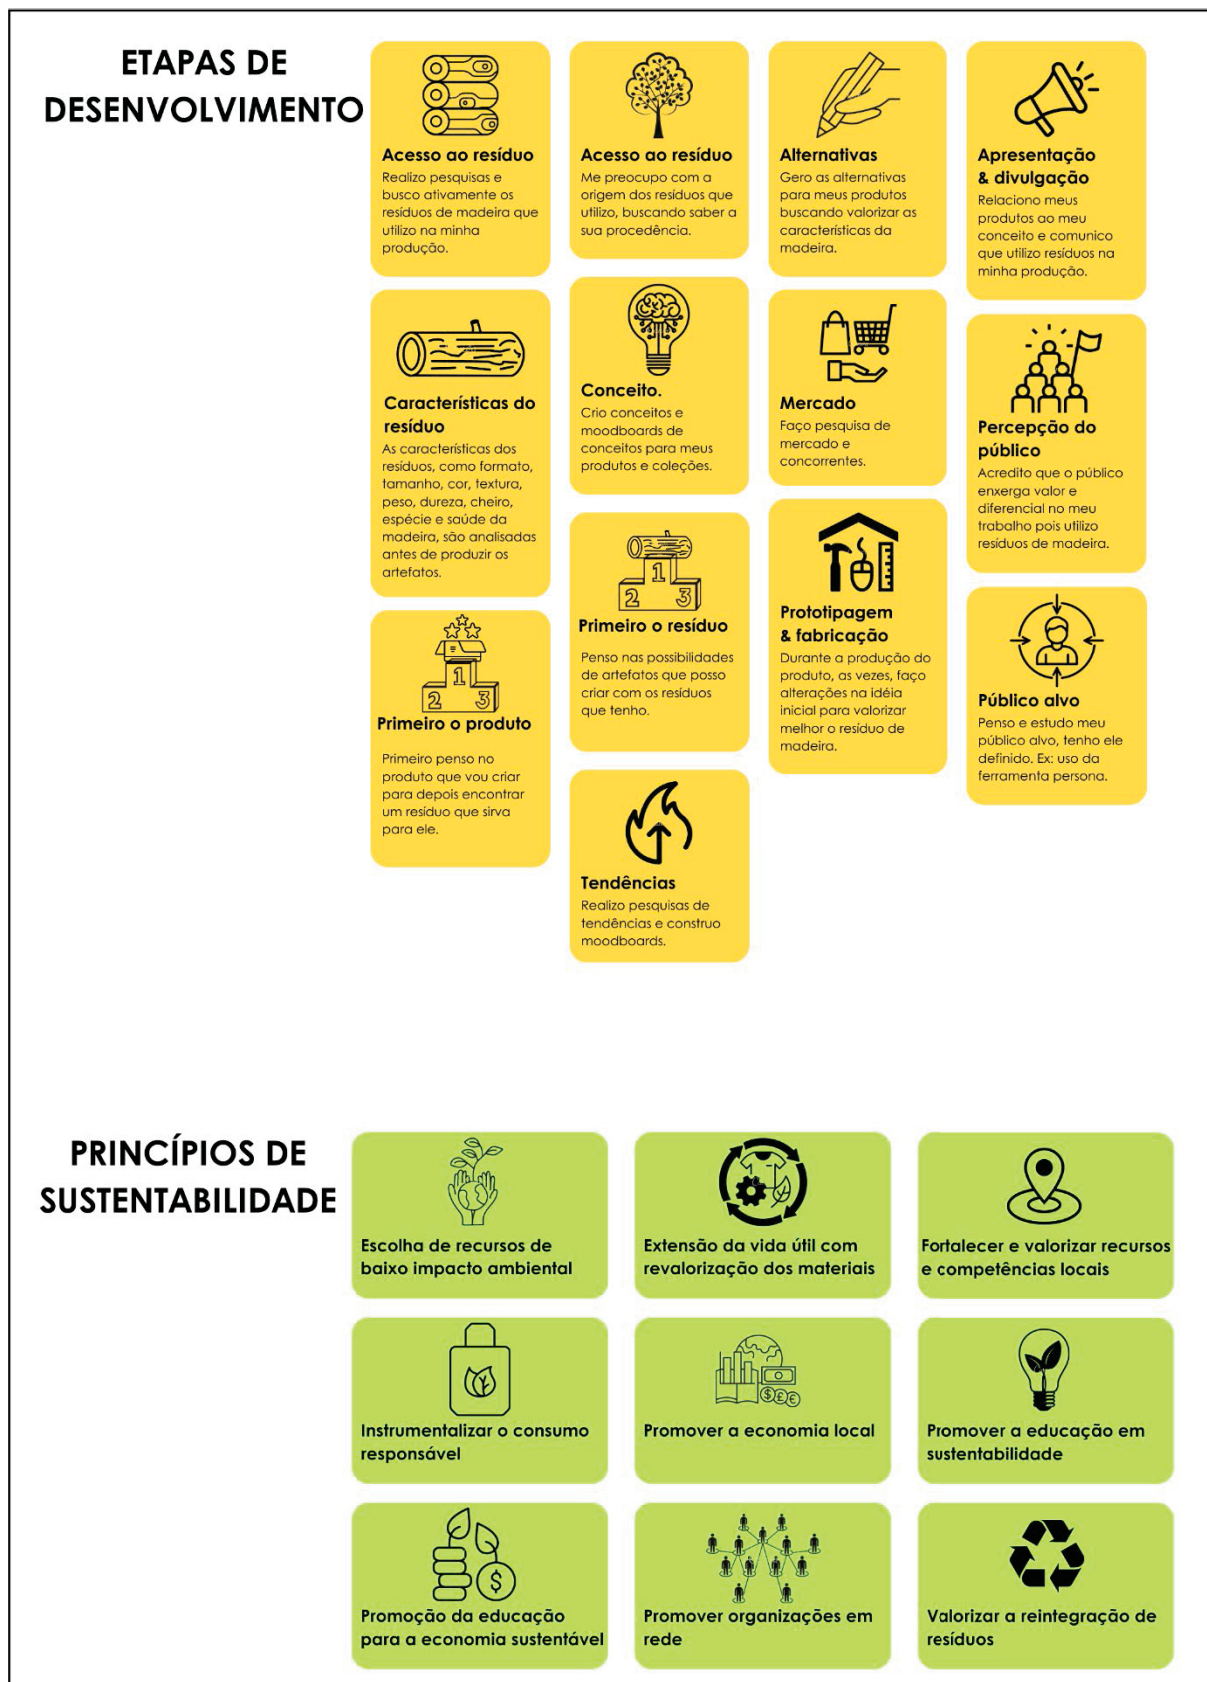 ETAPAS DE
DESENVOLVIMENTO
Acesso ao resíduo
Realizo pesquisas e
busco ativamente os
resíduos de madeira que
utilizo na minha
produção.
Características do
resíduo
As características dos
resíduos, como formato,
tamanho, cor, textura,
peso, dureza, cheiro,
espécie e saúde da
madeira, são analisadas
antes de produzir os
artefatos.
1
2 3
Primeiro o produto
Primeiro penso no
produto que vou criar
para depois encontrar
um resíduo que sirva
para ele.
Acesso ao resíduo
Me preocupo com a
origem dos resíduos que
utilizo, buscando saber a
sua procedência.
Conceito.
Crio conceitos e
moodboards de
conceitos para meus
produtos e coleções.
1
2 3
Primeiro o resíduo
Penso nas possibilidades
de artefatos que posso
criar com os resíduos
que tenho.
Tendências
Realizo pesquisas de
tendências e construo
moodboards.
Alternativas
Gero as alternativas
para meus produtos
buscando valorizar as
características da
madeira.
Mercado
Faço pesquisa de
mercado e
concorrentes.
Prototipagem
& fabricação
Durante a produção do
produto, as vezes, faço
alterações na idéia
inicial para valorizar
melhor o resíduo de
madeira.
Apresentação
& divulgação
Relaciono meus
produtos ao meu
conceito e comunico
que utilizo resíduos na
minha produção.
Percepção do
público
Acredito que o público
enxerga valor e
diferencial no meu
trabalho pois utilizo
resíduos de madeira.
Público alvo
Penso e estudo meu
público alvo, tenho ele
definido. Ex: uso da
ferramenta persona.
PRINCÍPIOS DE
SUSTENTABILIDADE
Escolha de recursos de
baixo impacto ambiental
Extensão da vida útil com
revalorização dos materiais
Fortalecer e valorizar recursos
e competências locais
Instrumentalizar o consumo
responsável
$ £ €
Promover a economia local
Promover a educação em
sustentabilidade
$
Promoção da educação
para a economia sustentável
Promover organizações em
rede
Valorizar a reintegração de
resíduos